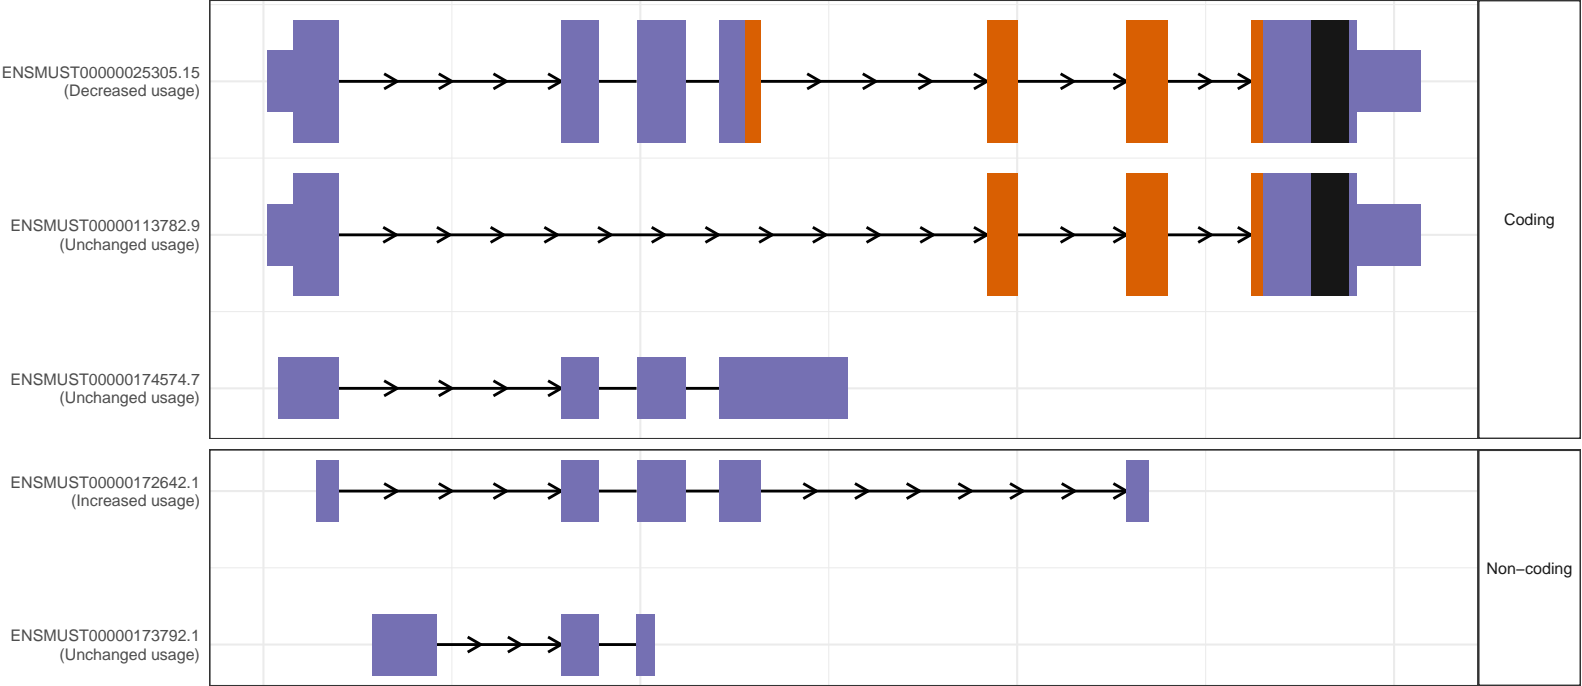 ENSMUST00000025305.15
(Decreased usage)
ENSMUST00000113782.9
(Unchanged usage)
Coding
ENSMUST00000174574.7
(Unchanged usage)
ENSMUST00000172642.1
(Increased usage)
Non−coding
ENSMUST00000173792.1
(Unchanged usage)